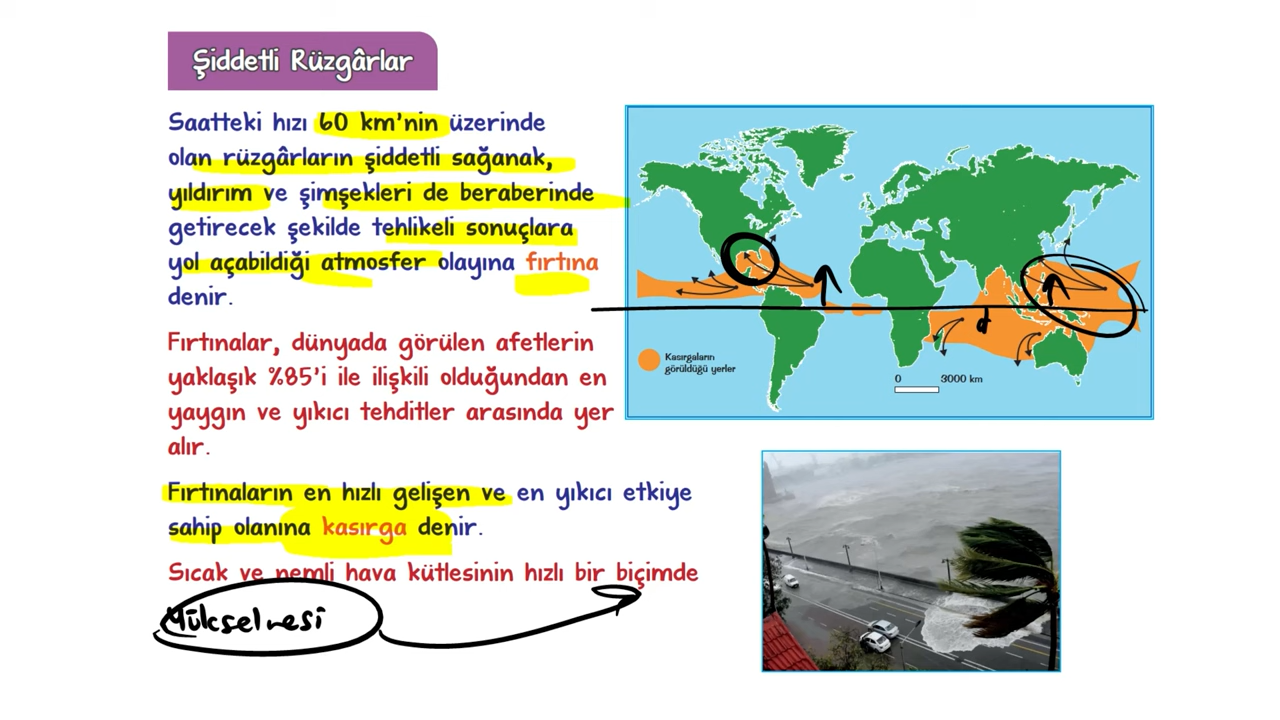 Şiddetli Rüzgârlar
Saatteki hızı 60 km'nin üzerinde
olan rüzgârların şiddetli sağanak,
yıldırım ve şimşekleri de beraberinde
getirecek şekilde tehlikeli sonuçlara
yol açabildiği atmosfer olayına fırtına
denir.
Fırtınalar, dünyada görülen afetlerin
yaklaşık %85'i ile ilişkili olduğundan en
yaygın ve yıkıcı tehditler arasında yer
alır.
Fırtınaların en hızlı gelişen ve en yıkıcı etkiye
sahip olanına kasırga denir.
Sıcak ve nemli hava kütlesinin hızlı bir biçimde
Yükselmesi
Kasırgaların
görüldüğü yerler
0 3000 km
d